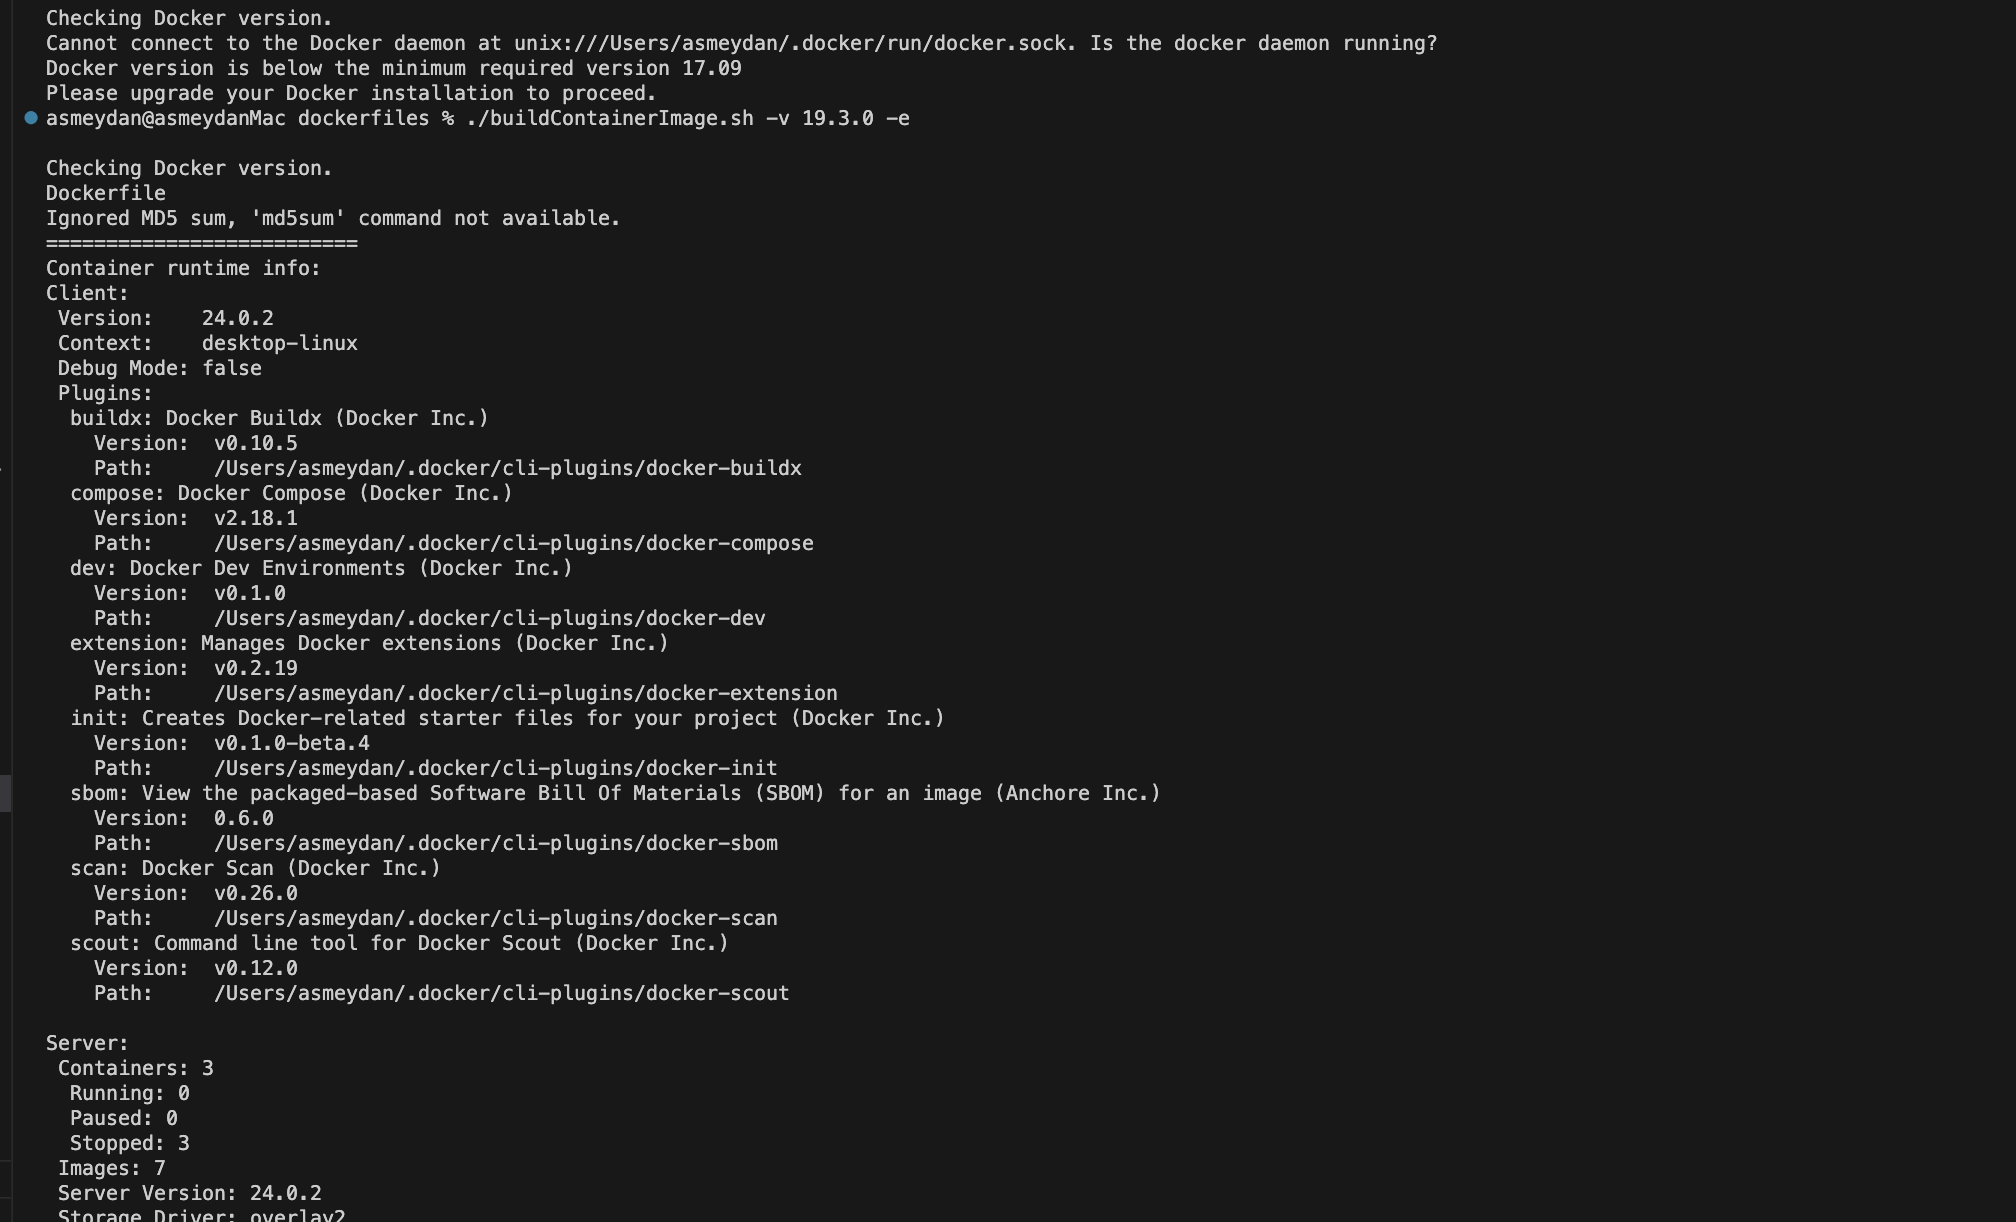 Checking Docker version.
Cannot connect to the Docker daemon at unix:///Users/asmeydan/.docker/run/docker.sock. Is the docker daemon running?
Docker version is below the minimum required version 17.09
Please upgrade your Docker installation to proceed.
asmeydan@asmeydanMac dockerfiles % ./buildContainerImage.sh -v 19.3.0 -e
Checking Docker version.
Dockerfile
Ignored MD5 sum, 'md5sum' command not available.
==========================
Container runtime info:
Client:
 Version:    24.0.2
 Context:    desktop-linux
 Debug Mode: false
 Plugins:
  buildx: Docker Buildx (Docker Inc.)
    Version:  v0.10.5
    Path:     /Users/asmeydan/.docker/cli-plugins/docker-buildx
  compose: Docker Compose (Docker Inc.)
    Version:  v2.18.1
    Path:     /Users/asmeydan/.docker/cli-plugins/docker-compose
  dev: Docker Dev Environments (Docker Inc.)
    Version:  v0.1.0
    Path:     /Users/asmeydan/.docker/cli-plugins/docker-dev
  extension: Manages Docker extensions (Docker Inc.)
    Version:  v0.2.19
    Path:     /Users/asmeydan/.docker/cli-plugins/docker-extension
  init: Creates Docker-related starter files for your project (Docker Inc.)
    Version:  v0.1.0-beta.4
    Path:     /Users/asmeydan/.docker/cli-plugins/docker-init
  sbom: View the packaged-based Software Bill Of Materials (SBOM) for an image (Anchore Inc.)
    Version:  0.6.0
    Path:     /Users/asmeydan/.docker/cli-plugins/docker-sbom
  scan: Docker Scan (Docker Inc.)
    Version:  v0.26.0
    Path:     /Users/asmeydan/.docker/cli-plugins/docker-scan
  scout: Command line tool for Docker Scout (Docker Inc.)
    Version:  v0.12.0
    Path:     /Users/asmeydan/.docker/cli-plugins/docker-scout
Server:
 Containers: 3
  Running: 0
  Paused: 0
  Stopped: 3
 Images: 7
 Server Version: 24.0.2
 Storage Driver: overlay2